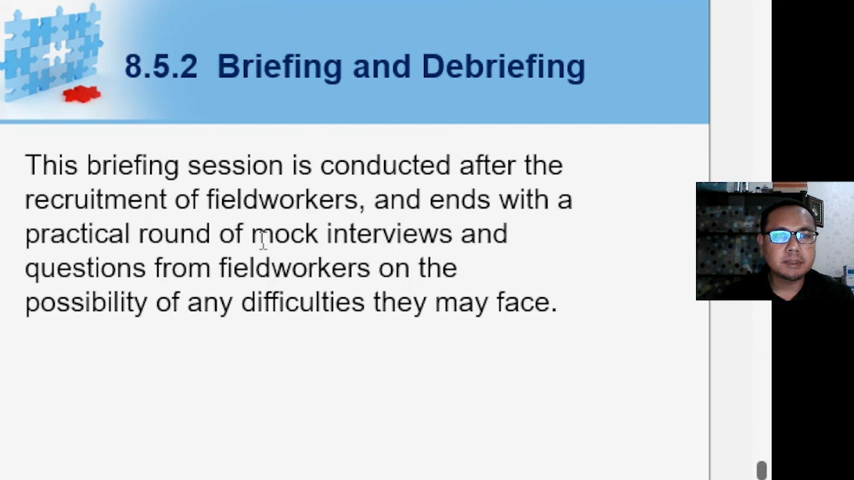 8.5.2 Briefing and Debriefing
This briefing session is conducted after the
recruitment of fieldworkers, and ends with a
practical round of mock interviews and
questions from fieldworkers on the
possibility of any difficulties they may face.